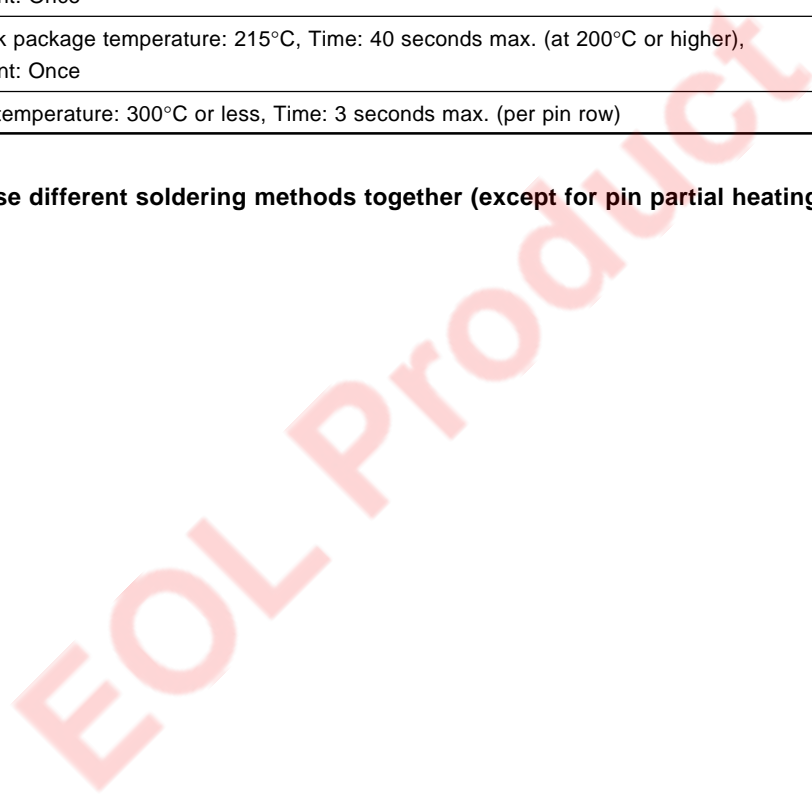 nt: Once
k package temperature: 215°C, Time: 40 seconds max. (at 200°C or higher),
nt: Once
temperature: 300°C or less, Time: 3 seconds max. (per pin row)
se different soldering methods together (except for pin partial heating
EOL Product